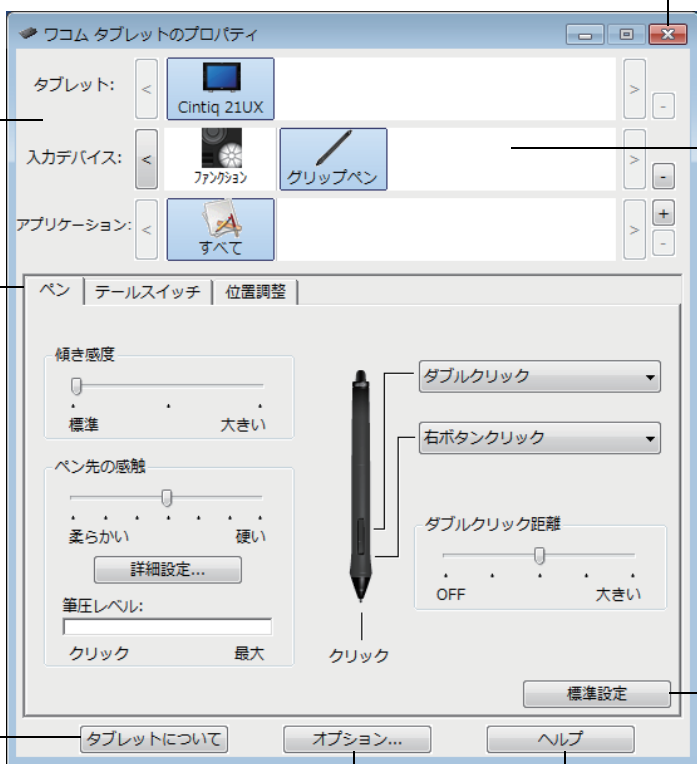 ワコム タブレットのプロパティ
タブレット:
<
Cintiq 21UX
>
-
入力デバイス:
<
ファンクション
グリップペン
>
-
アプリケーション:
<
すべて
>
+
-
ペン
テールスイッチ
位置調整
傾き感度
標準 大きい
ペン先の感触
柔らかい 硬い
詳細設定...
筆圧レベル:
クリック 最大
ダブルクリック
右ボタンクリック
クリック
ダブルクリック距離
OFF 大きい
標準設定
タブレットについて
オプション...
ヘルプ